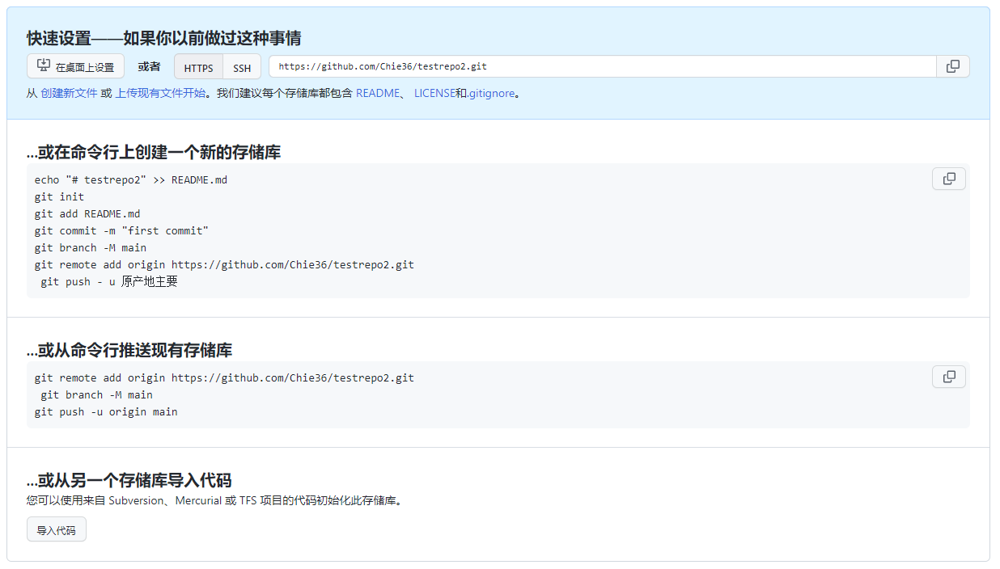 快速设置——如果你以前做过这种事情
在桌面上设置 或者 HTTPS SSH https://github.com/Chie36/testrepo2.git
从 创建新文件 或 上传现有文件开始。我们建议每个存储库都包含 README、 LICENSE和.gitignore。
...或在命令行上创建一个新的存储库
echo "# testrepo2" >> README.md
git init
git add README.md
git commit -m "first commit"
git branch -M main
git remote add origin https://github.com/Chie36/testrepo2.git
git push - u 原产地主要
...或从命令行推送现有存储库
git remote add origin https://github.com/Chie36/testrepo2.git
git branch -M main
git push -u origin main
...或从另一个存储库导入代码
您可以使用来自 Subversion、Mercurial 或 TFS 项目的代码初始化此存储库。
导入代码